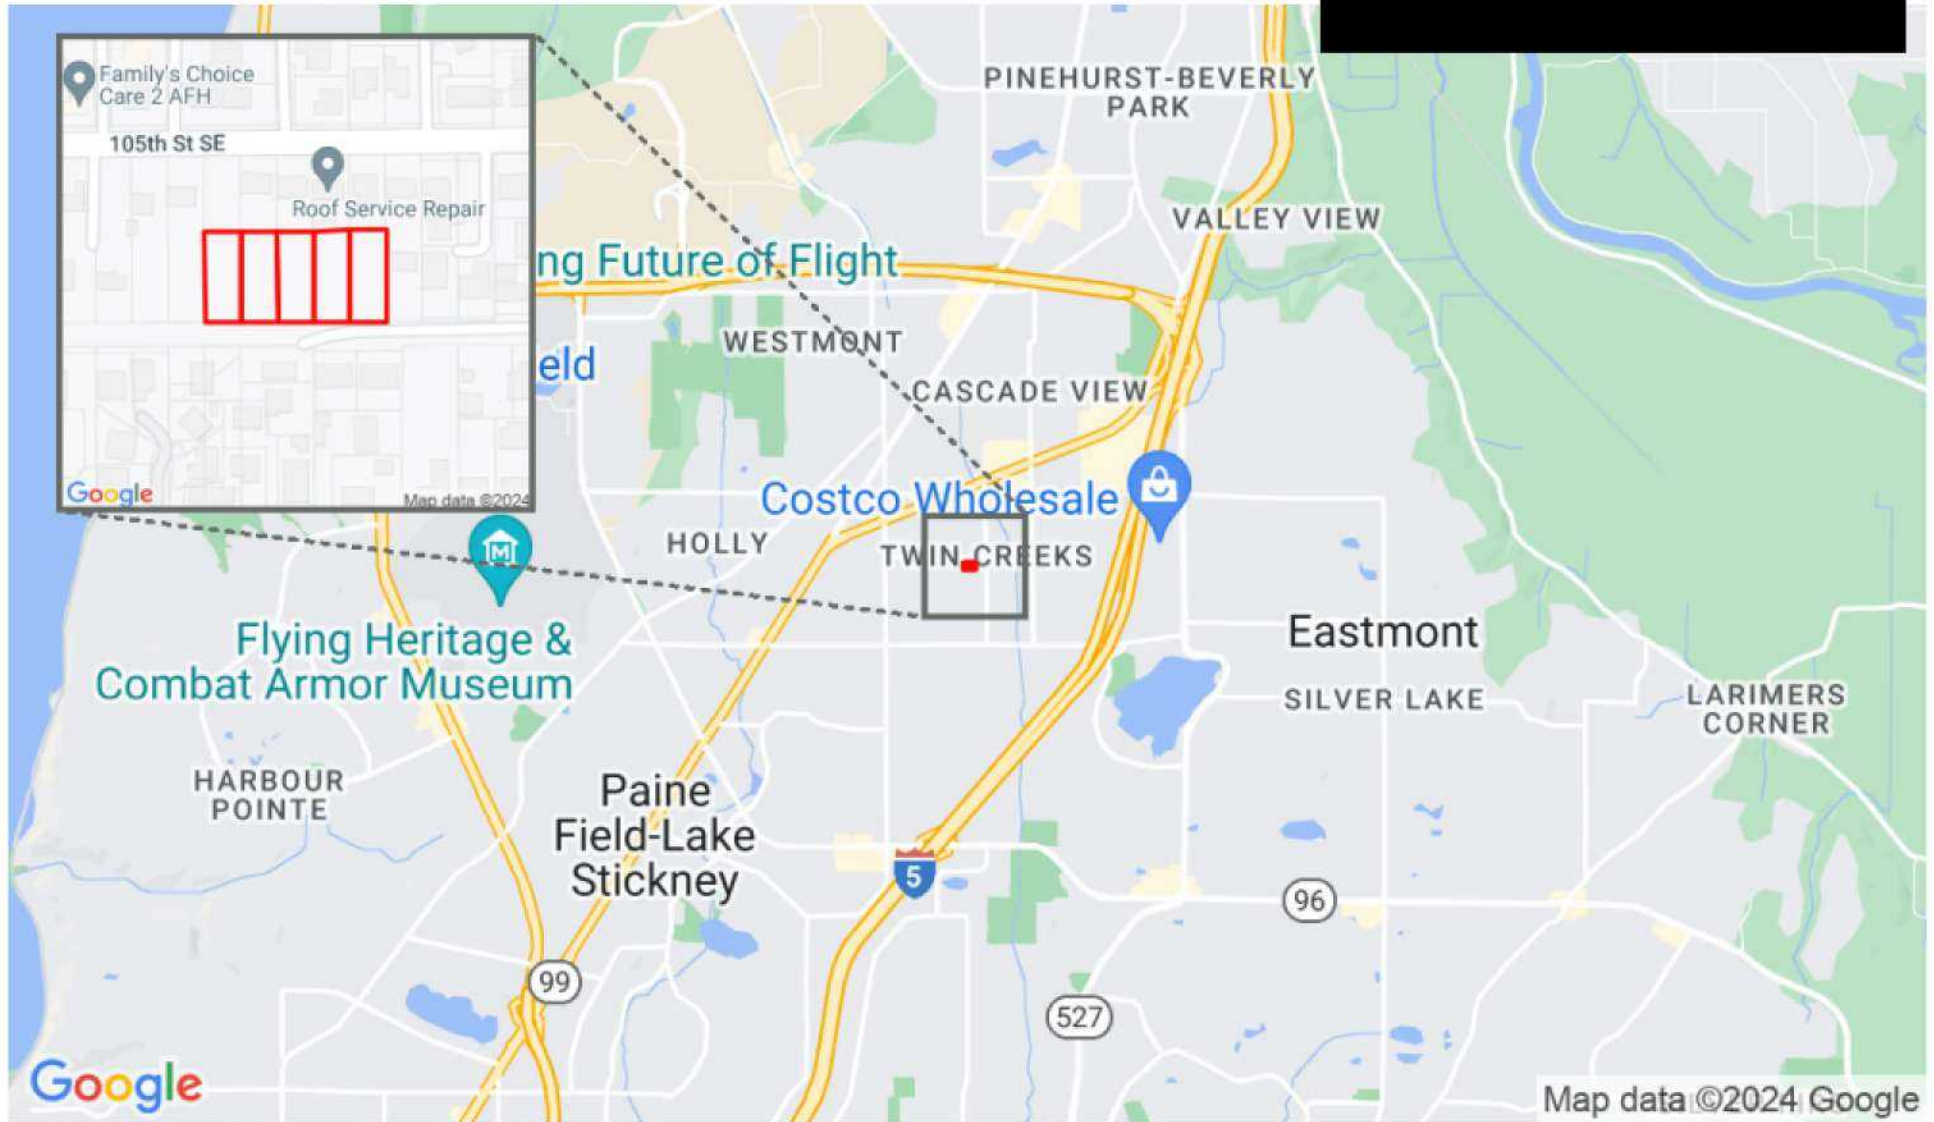 Family's Choice
Care 2 AFH
105th St SE
Roof Service Repair
Google
Map data ©2024
PINEHURST-BEVERLY
PARK
VALLEY VIEW
ng Future of Flight
WESTMONT
eld
CASCADE VIEW
Costco Wholesale
HOLLY
TWIN CREEKS
M
Flying Heritage &
Combat Armor Museum
Eastmont
SILVER LAKE
LARIMERS
CORNER
HARBOUR
POINTE
Paine
Field-Lake
Stickney
5
96
99
527
Google
Map data ©2024 Google